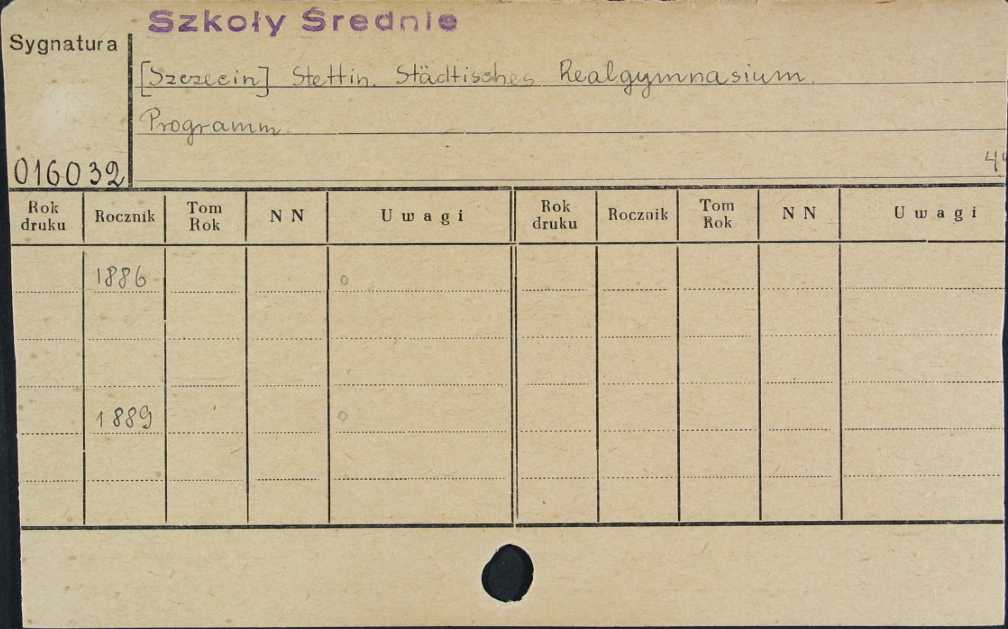 Szkoły Średnie
Sygnatura
[Szczecin] Stettin. Städtisches Realgymnasium.
Programm.
016032
Rok druku Rocznik Tom Rok N N Uwagi Rok druku Rocznik Tom Rok N N Uwagi
1886 o
1889 o